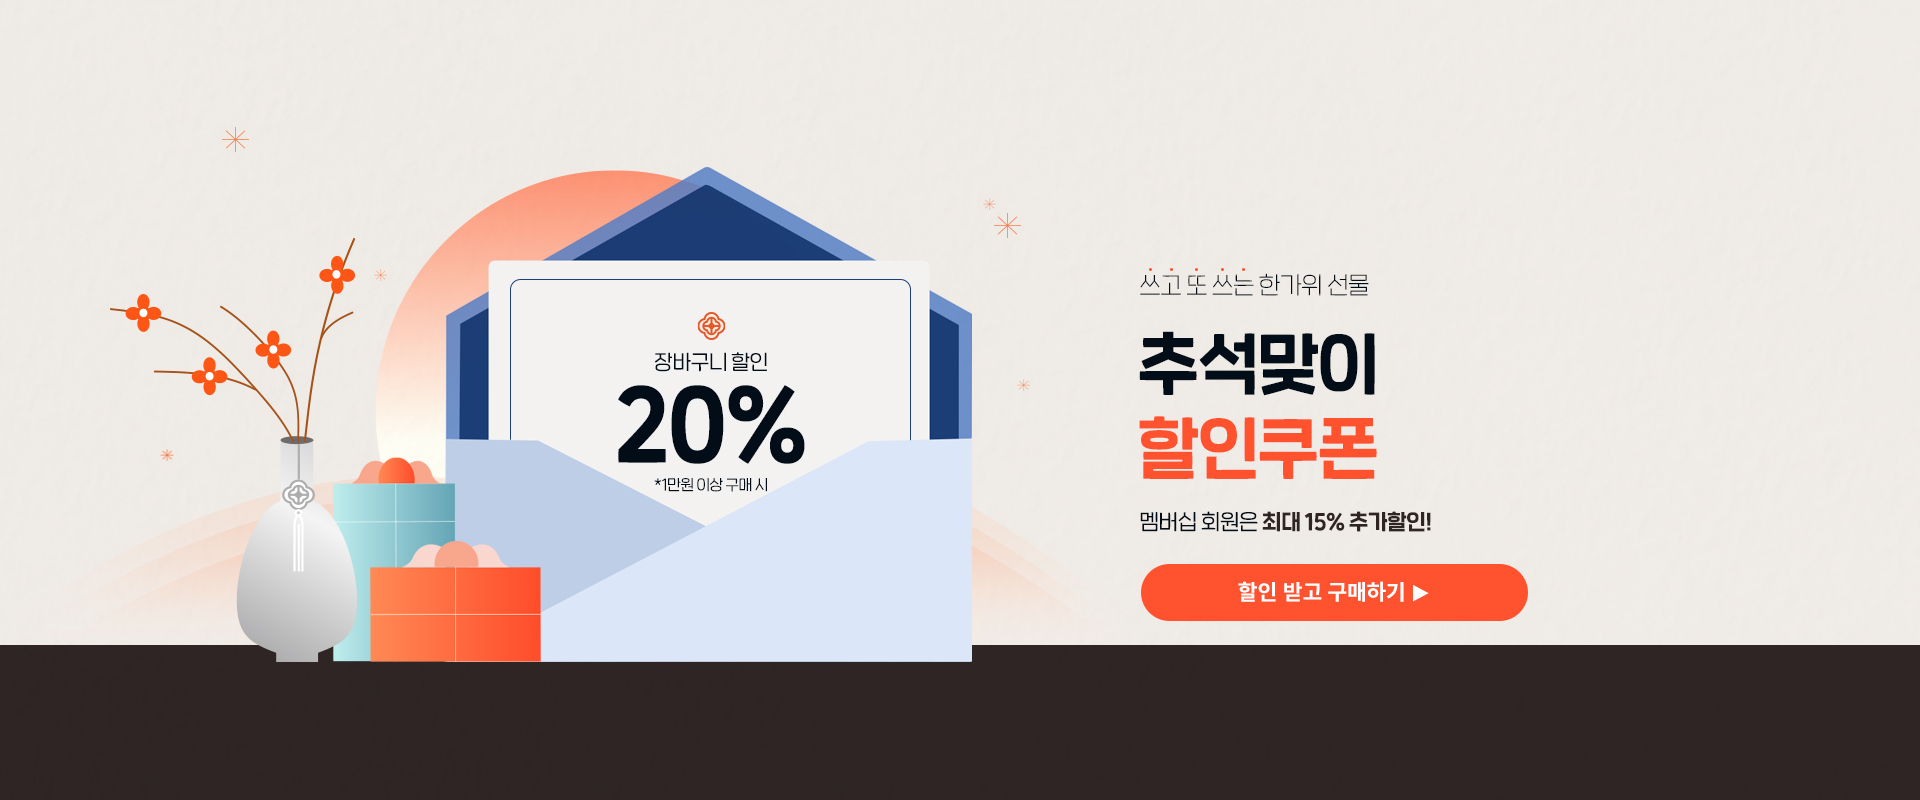 장바구니 할인
20%
*1만원 이상 구매 시
쓰고 또 쓰는 한가위 선물
추석맞이
할인쿠폰
멤버십 회원은 최대 15% 추가할인!
할인 받고 구매하기 ▶